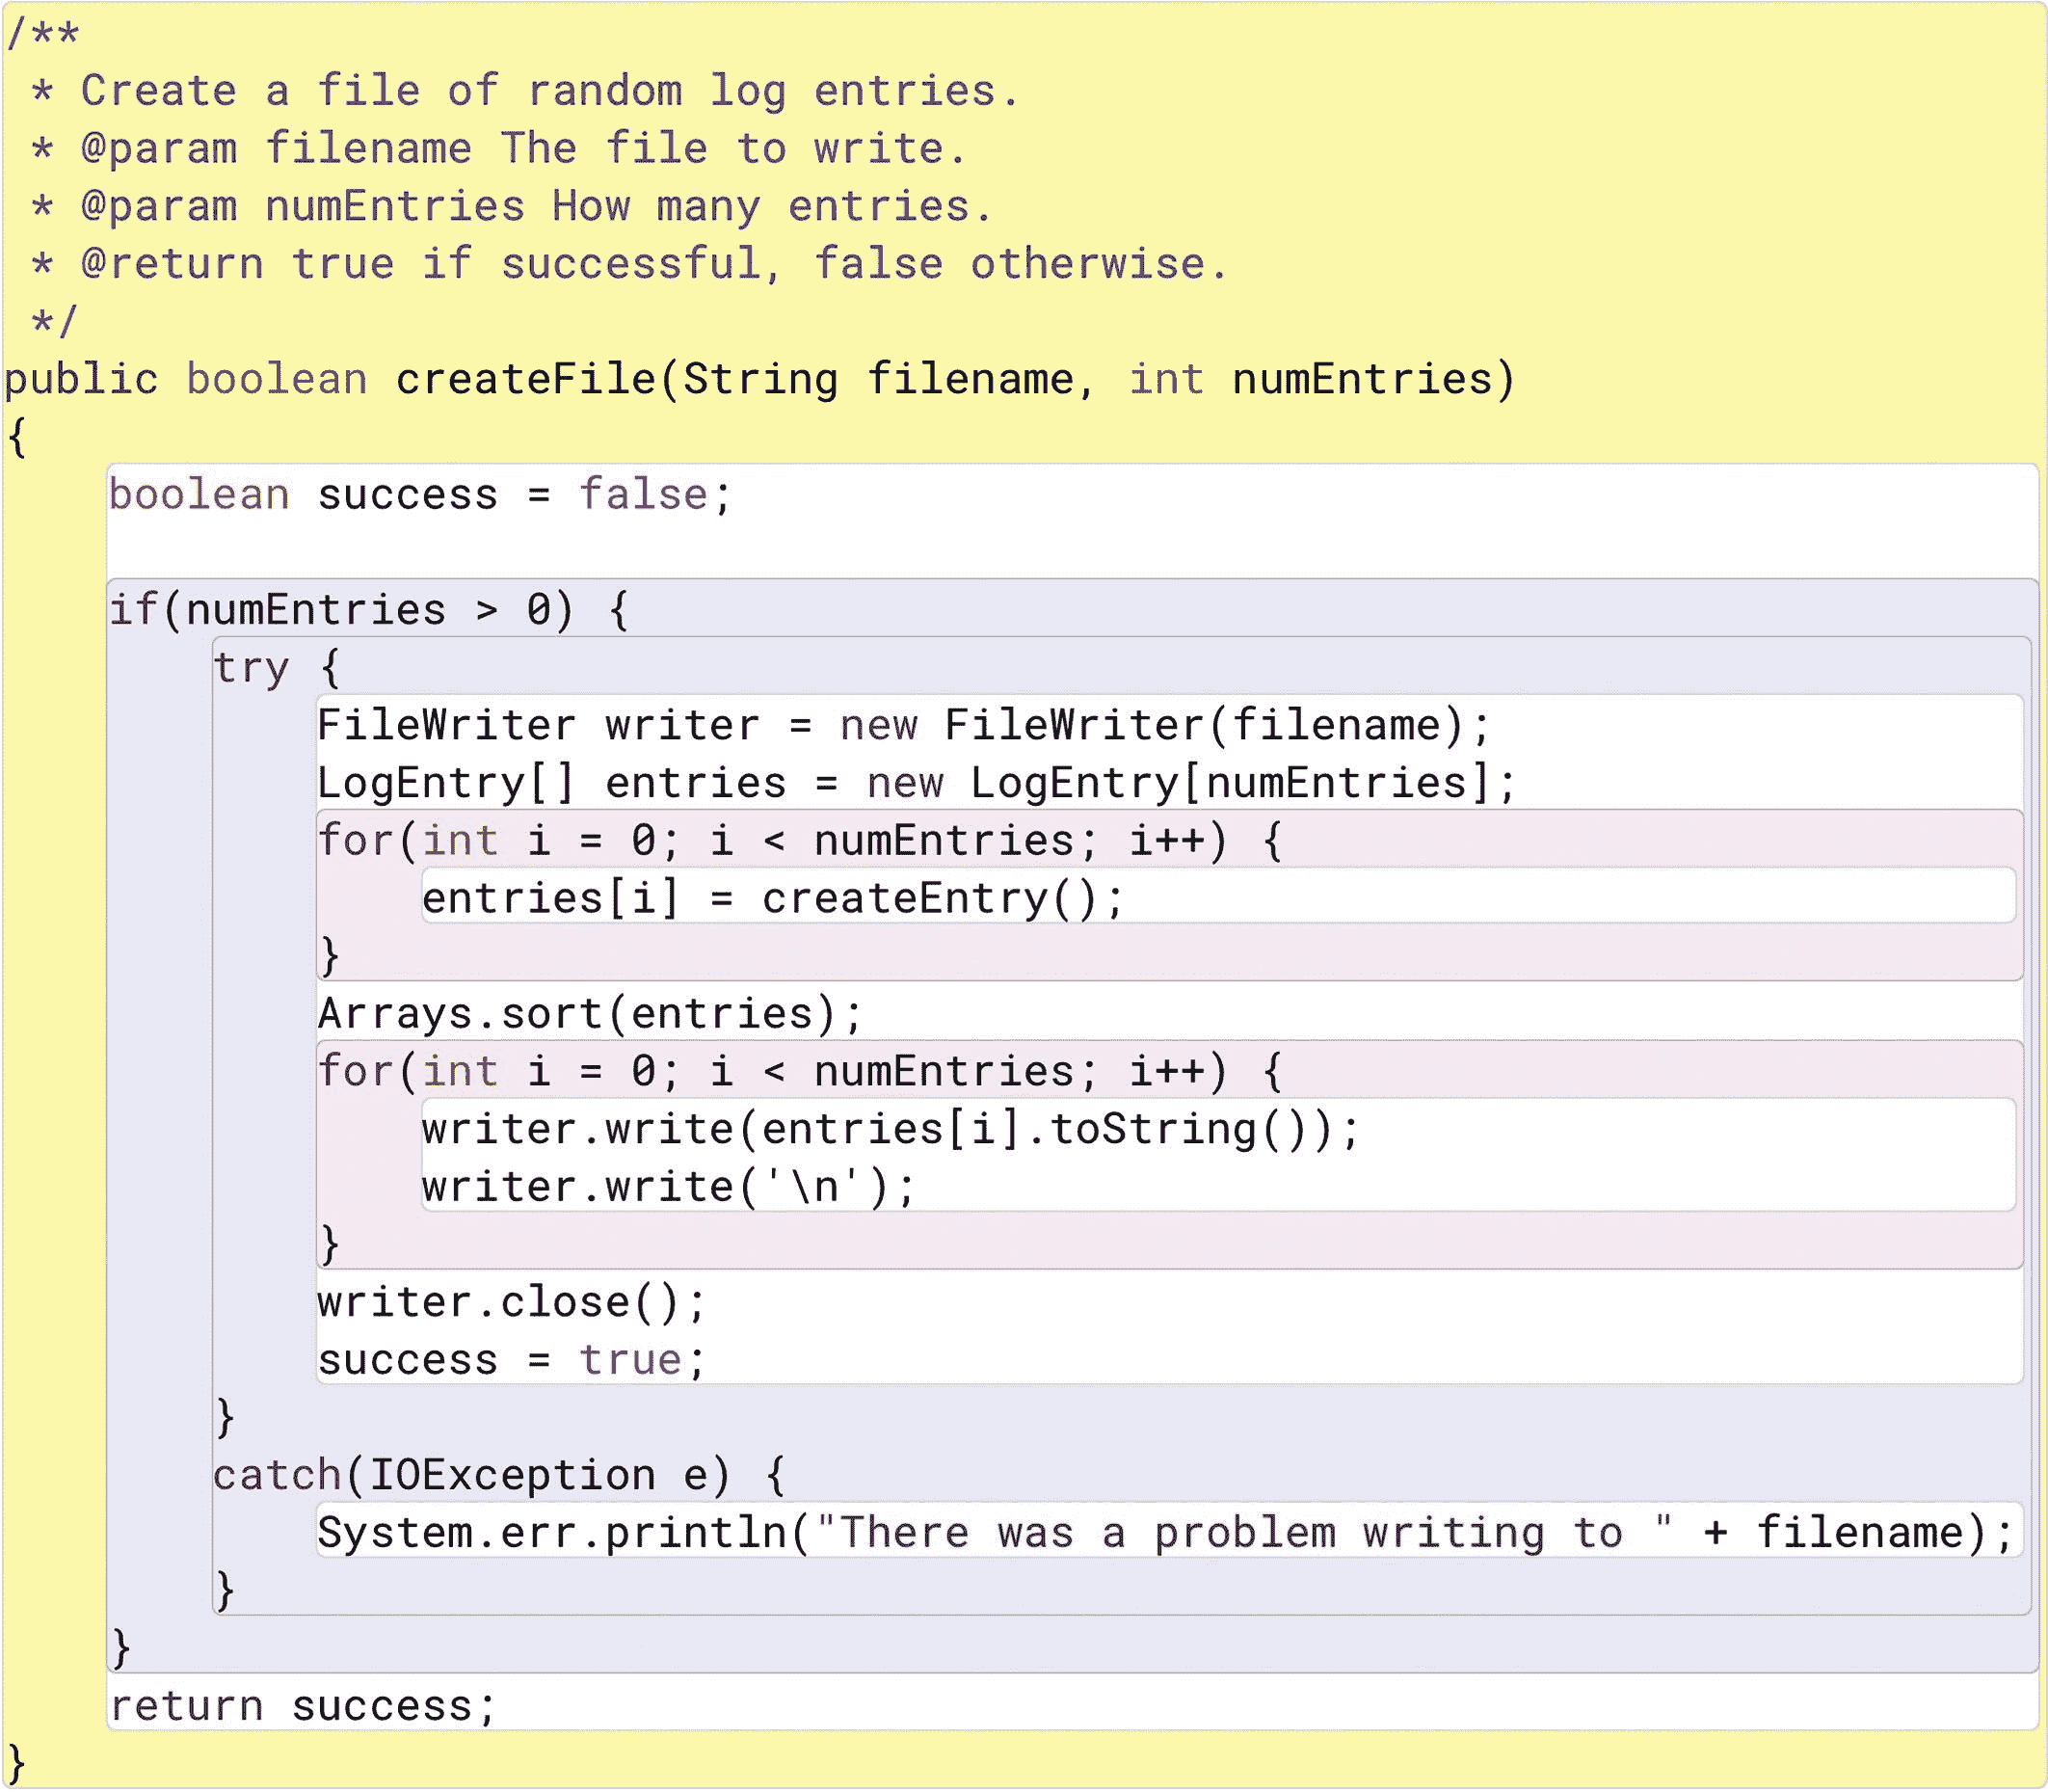 /**
 * Create a file of random log entries.
 * @param filename The file to write.
 * @param numEntries How many entries.
 * @return true if successful, false otherwise.
 */
public boolean createFile(String filename, int numEntries)
{
    boolean success = false;

    if(numEntries > 0) {
        try {
            FileWriter writer = new FileWriter(filename);
            LogEntry[] entries = new LogEntry[numEntries];
            for(int i = 0; i < numEntries; i++) {
                entries[i] = createEntry();
            }
            Arrays.sort(entries);
            for(int i = 0; i < numEntries; i++) {
                writer.write(entries[i].toString());
                writer.write('\n');
            }
            writer.close();
            success = true;
        }
        catch(IOException e) {
            System.err.println("There was a problem writing to " + filename);
        }
    }
    return success;
}